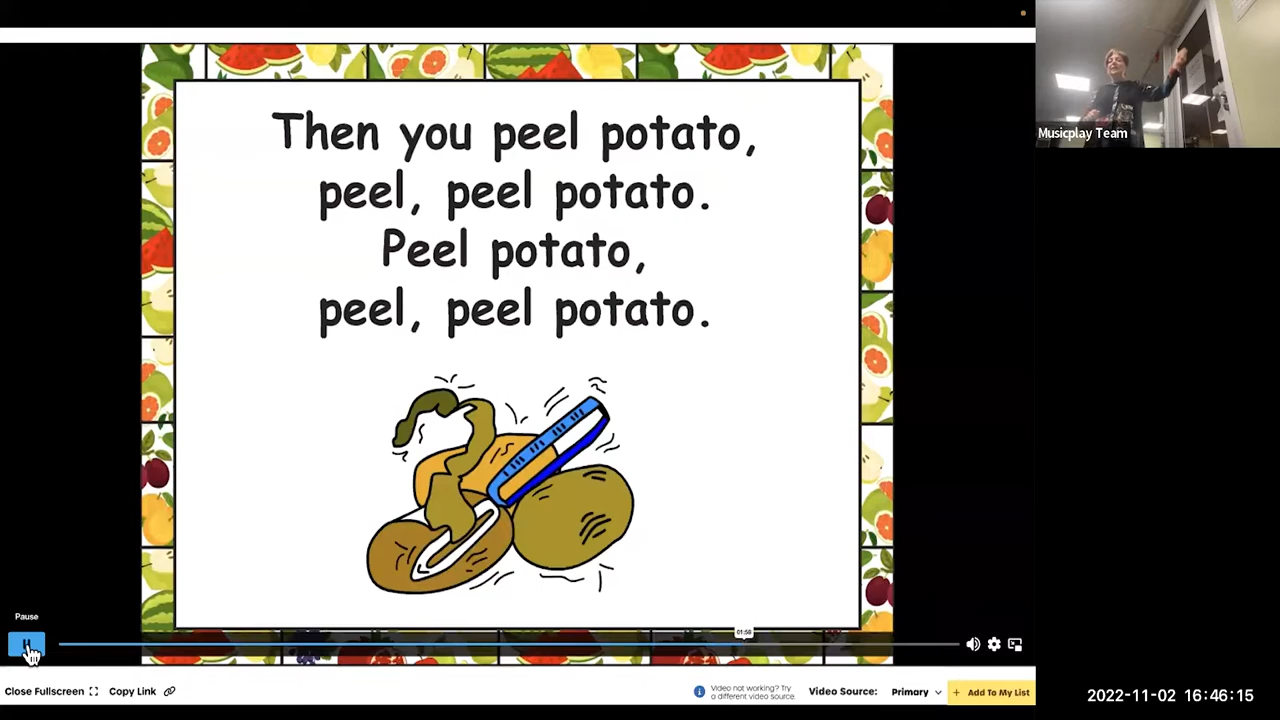 Then you peel potato,
peel, peel potato.
Peel potato,
peel, peel potato.
Musicplay Team
Pause
01:58
Close Fullscreen
Copy Link
Video not working? Try
a different video source.
Video Source:
Primary
+ Add To My List
2022-11-02 16:46:15